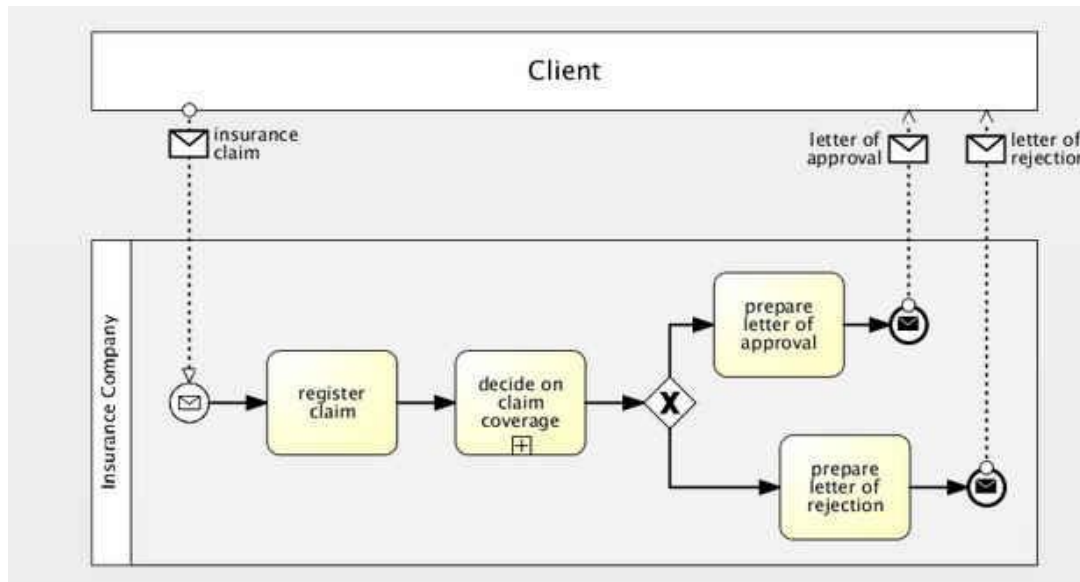 Client
insurance
claim
letter of
approval
letter of
rejection
Insurance Company
register
claim
decide on
claim
coverage
X
prepare
letter of
approval
prepare
letter of
rejection